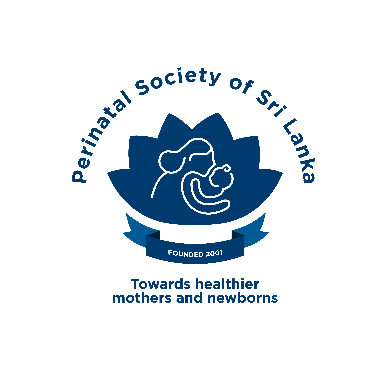 Perinatal Society of Sri Lanka
FOUNDED 2001
Towards healthier
mothers and newborns